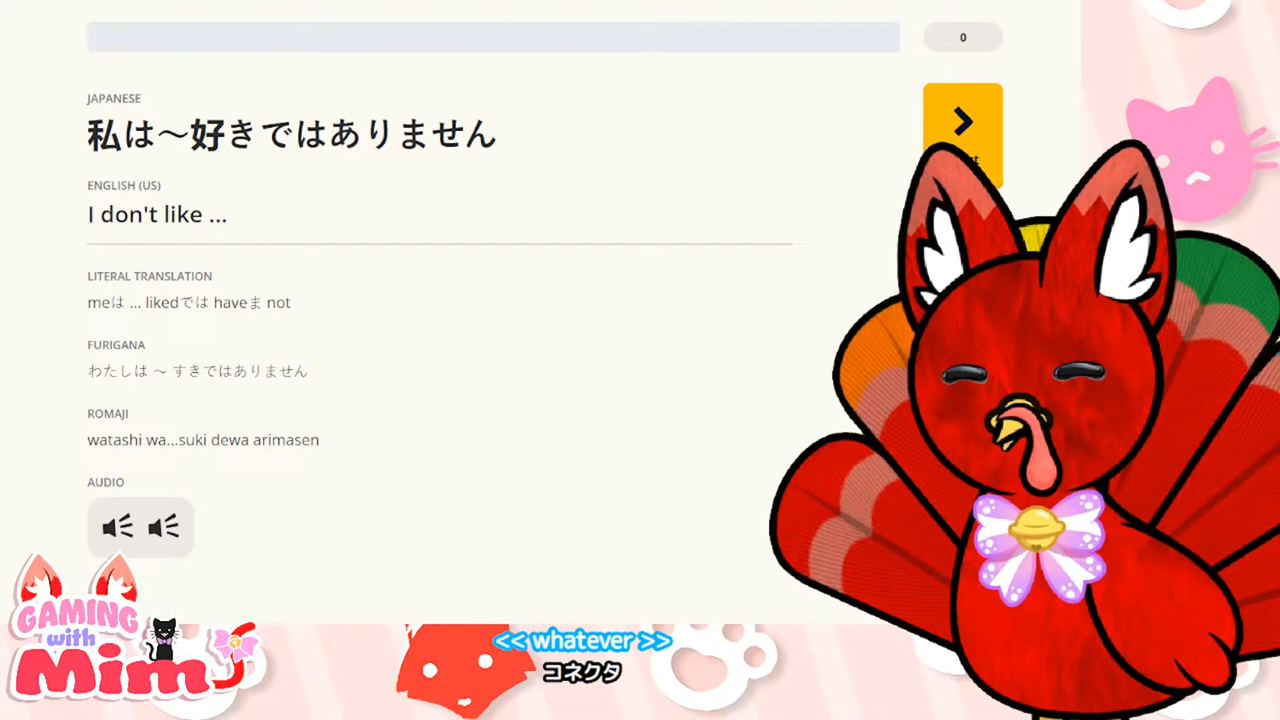 0
JAPANESE
私は～好きではありません
ENGLISH (US)
I don't like ...
LITERAL TRANSLATION
meは ... likedでは haveま not
FURIGANA
わたしは ～ すきではありません
ROMAJI
watashi wa...suki dewa arimasen
AUDIO
GAMING
with
Mim
<< whatever >>
コネクタ